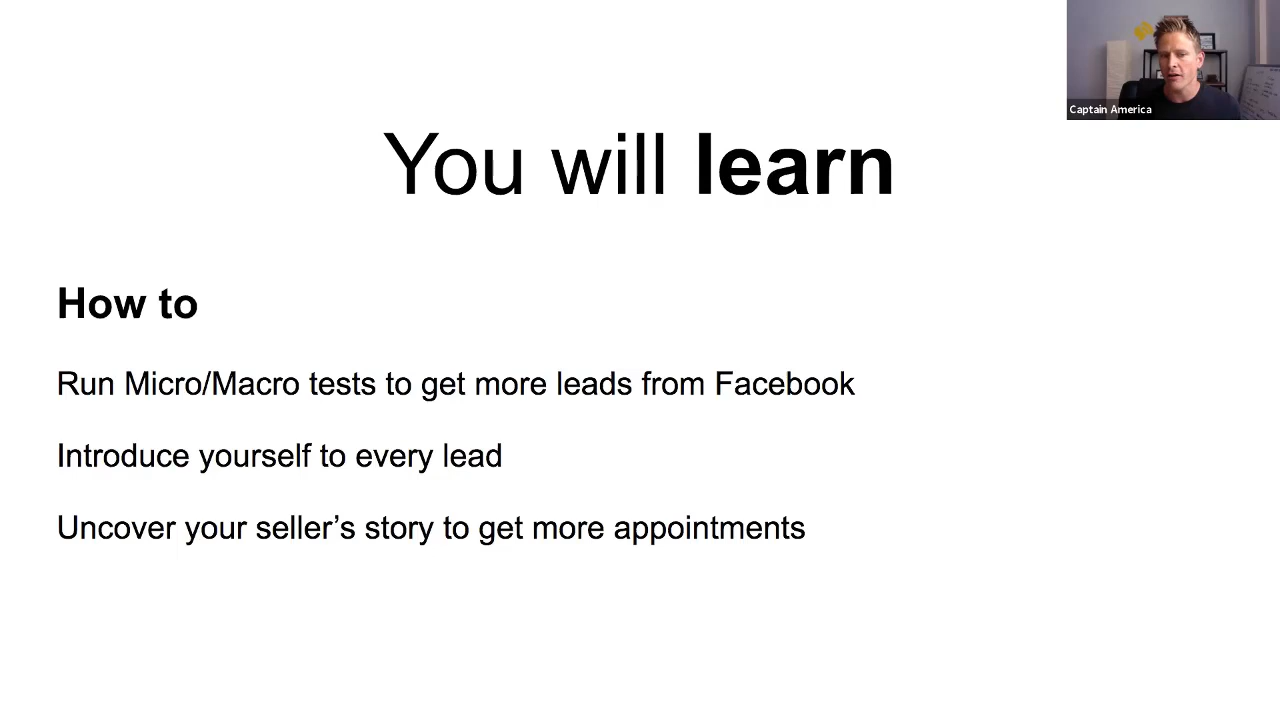 Captain America
You will learn
How to
Run Micro/Macro tests to get more leads from Facebook
Introduce yourself to every lead
Uncover your seller’s story to get more appointments